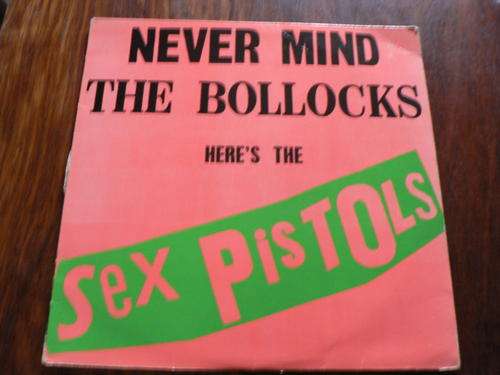 NEVER MIND
THE BOLLOCKS
HERE'S THE
Sex PiSTOLs